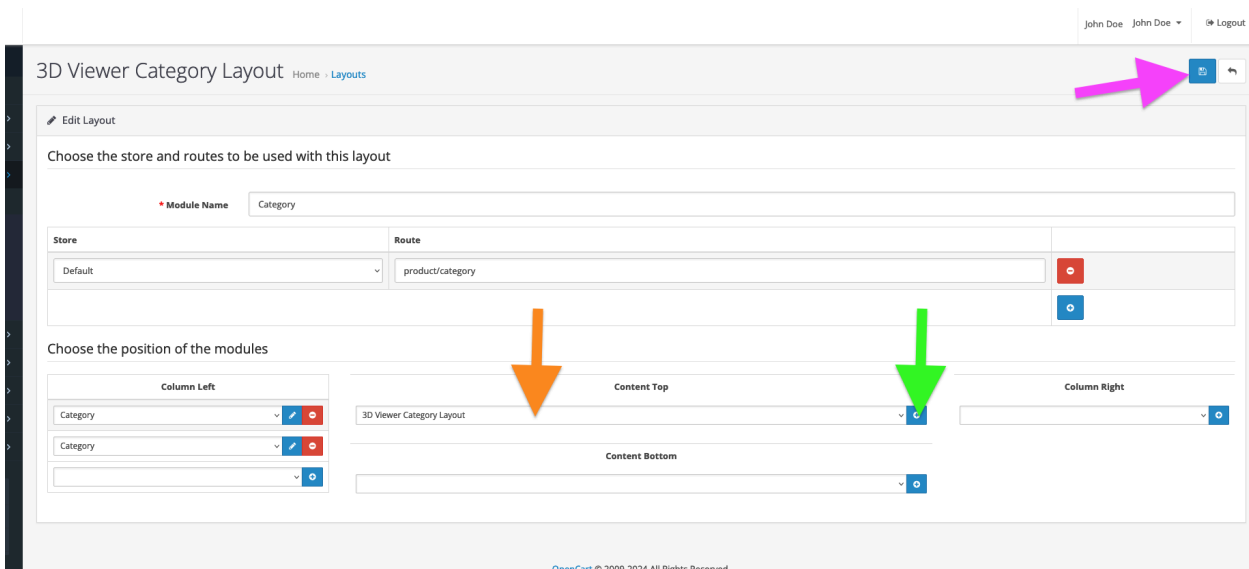 John Doe John Doe Logout
3D Viewer Category Layout Home › Layouts
Edit Layout
Choose the store and routes to be used with this layout
* Module Name Category
Store Route
Default product/category
Choose the position of the modules
Column Left Content Top Column Right
Category 3D Viewer Category Layout
Category
Content Bottom
OpenCart © 2009-2024 All Rights Reserved.